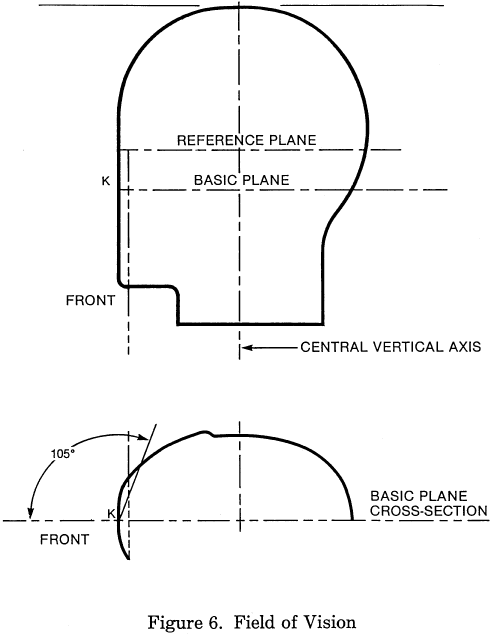 REFERENCE PLANE
K
BASIC PLANE
FRONT
CENTRAL VERTICAL AXIS
105°
K
FRONT
BASIC PLANE
CROSS-SECTION
Figure 6. Field of Vision